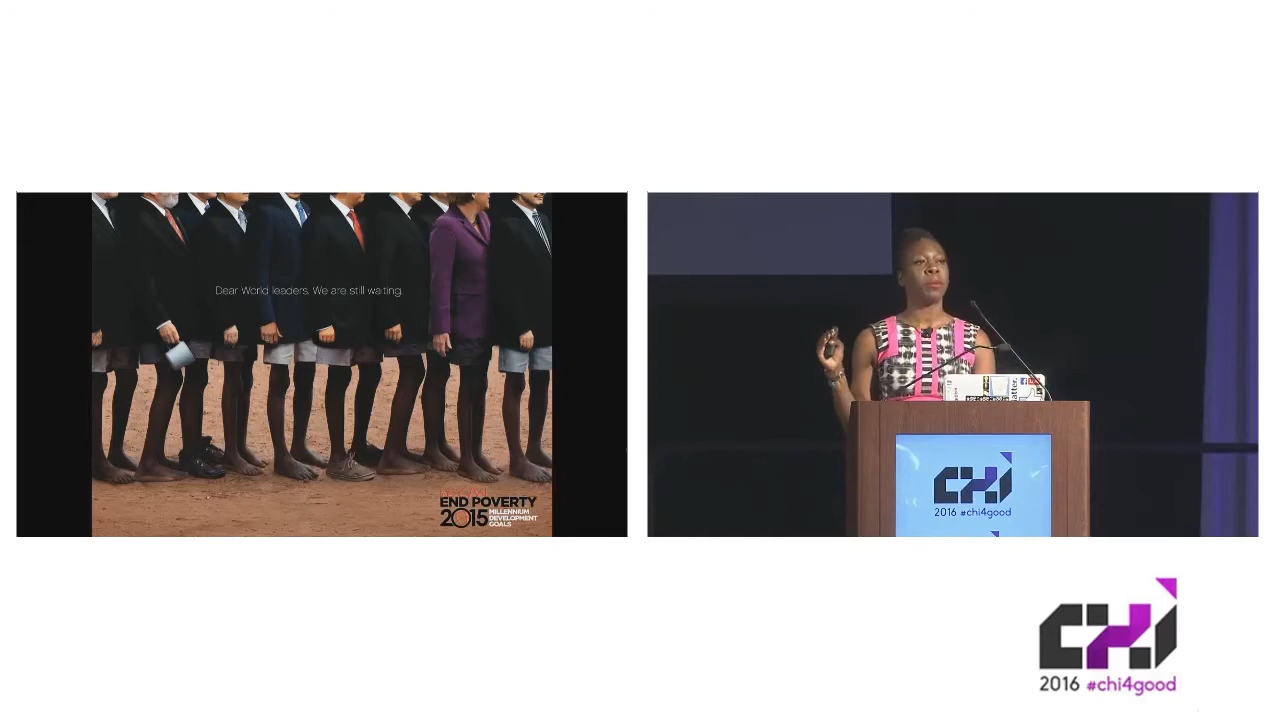 Dear World leaders. We are still waiting.
END POVERTY
2015 MILLENNIUM
DEVELOPMENT
GOALS
CHI
2016 #chi4good
CHI
2016 #chi4good